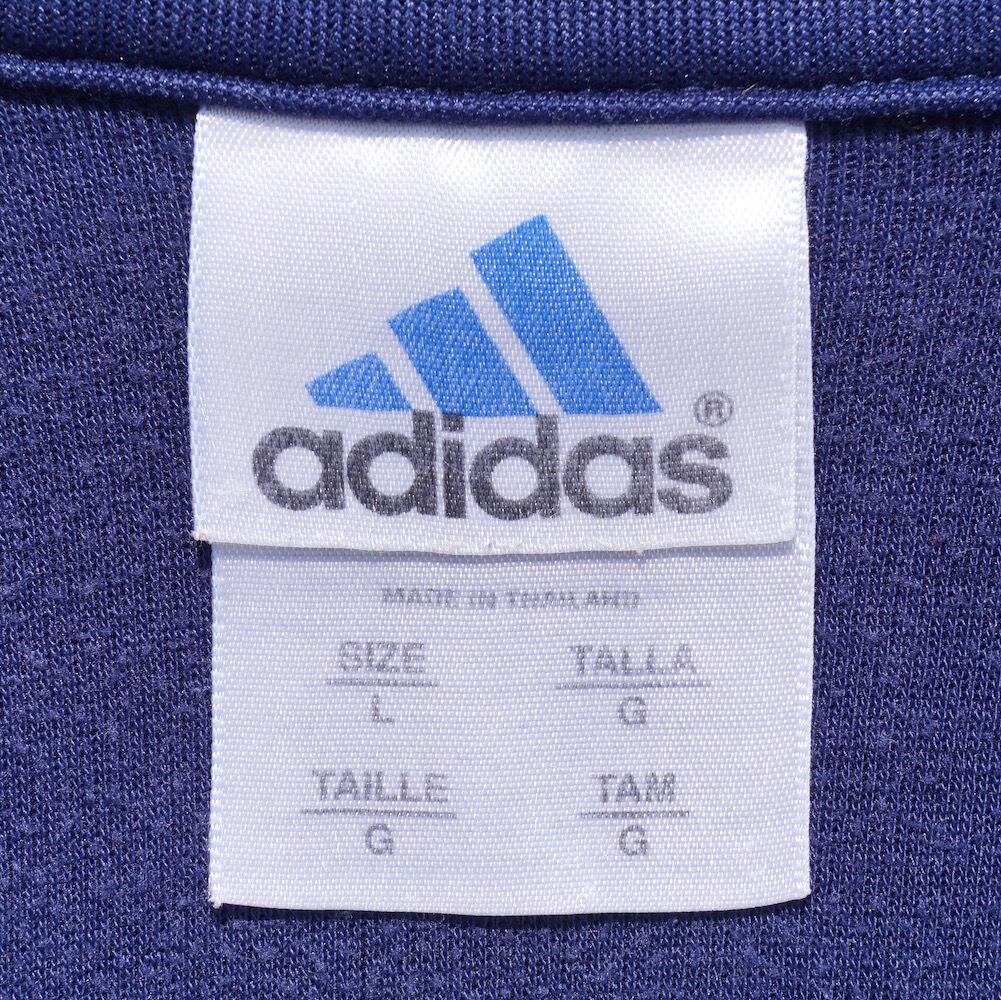 adidas®
MADE IN THAILAND
SIZE TALLA
L G
TAILLE TAM
G G